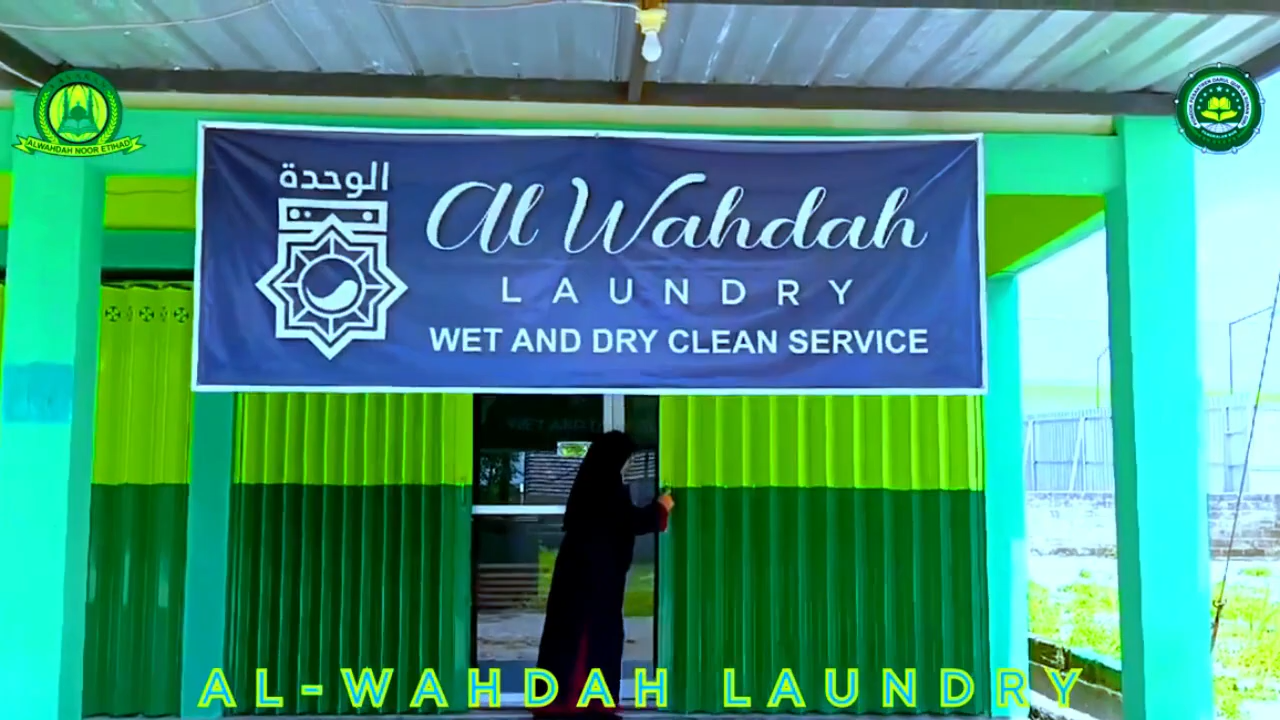 ALWAHDAH NOOR ETIHAD
الوحدة
Al Wahdah
LAUNDRY
WET AND DRY CLEAN SERVICE
AL-WAHDAH LAUNDRY